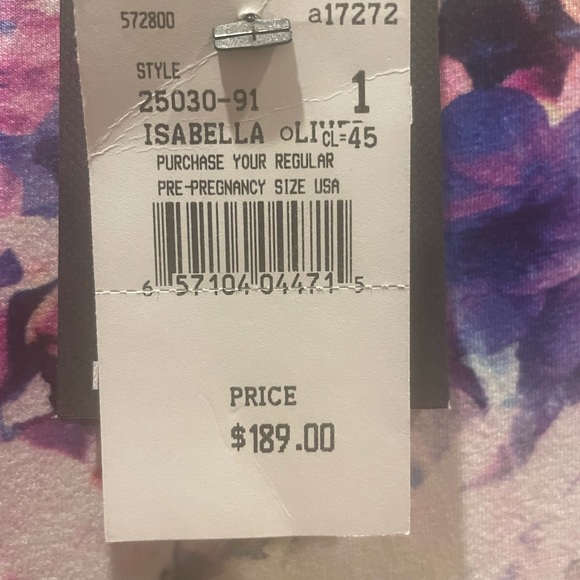 572800 a17272
STYLE
25030-91 1
ISABELLA OLIVER CL=45
PURCHASE YOUR REGULAR
PRE-PREGNANCY SIZE USA
6 57104 04471 5
PRICE
$189.00